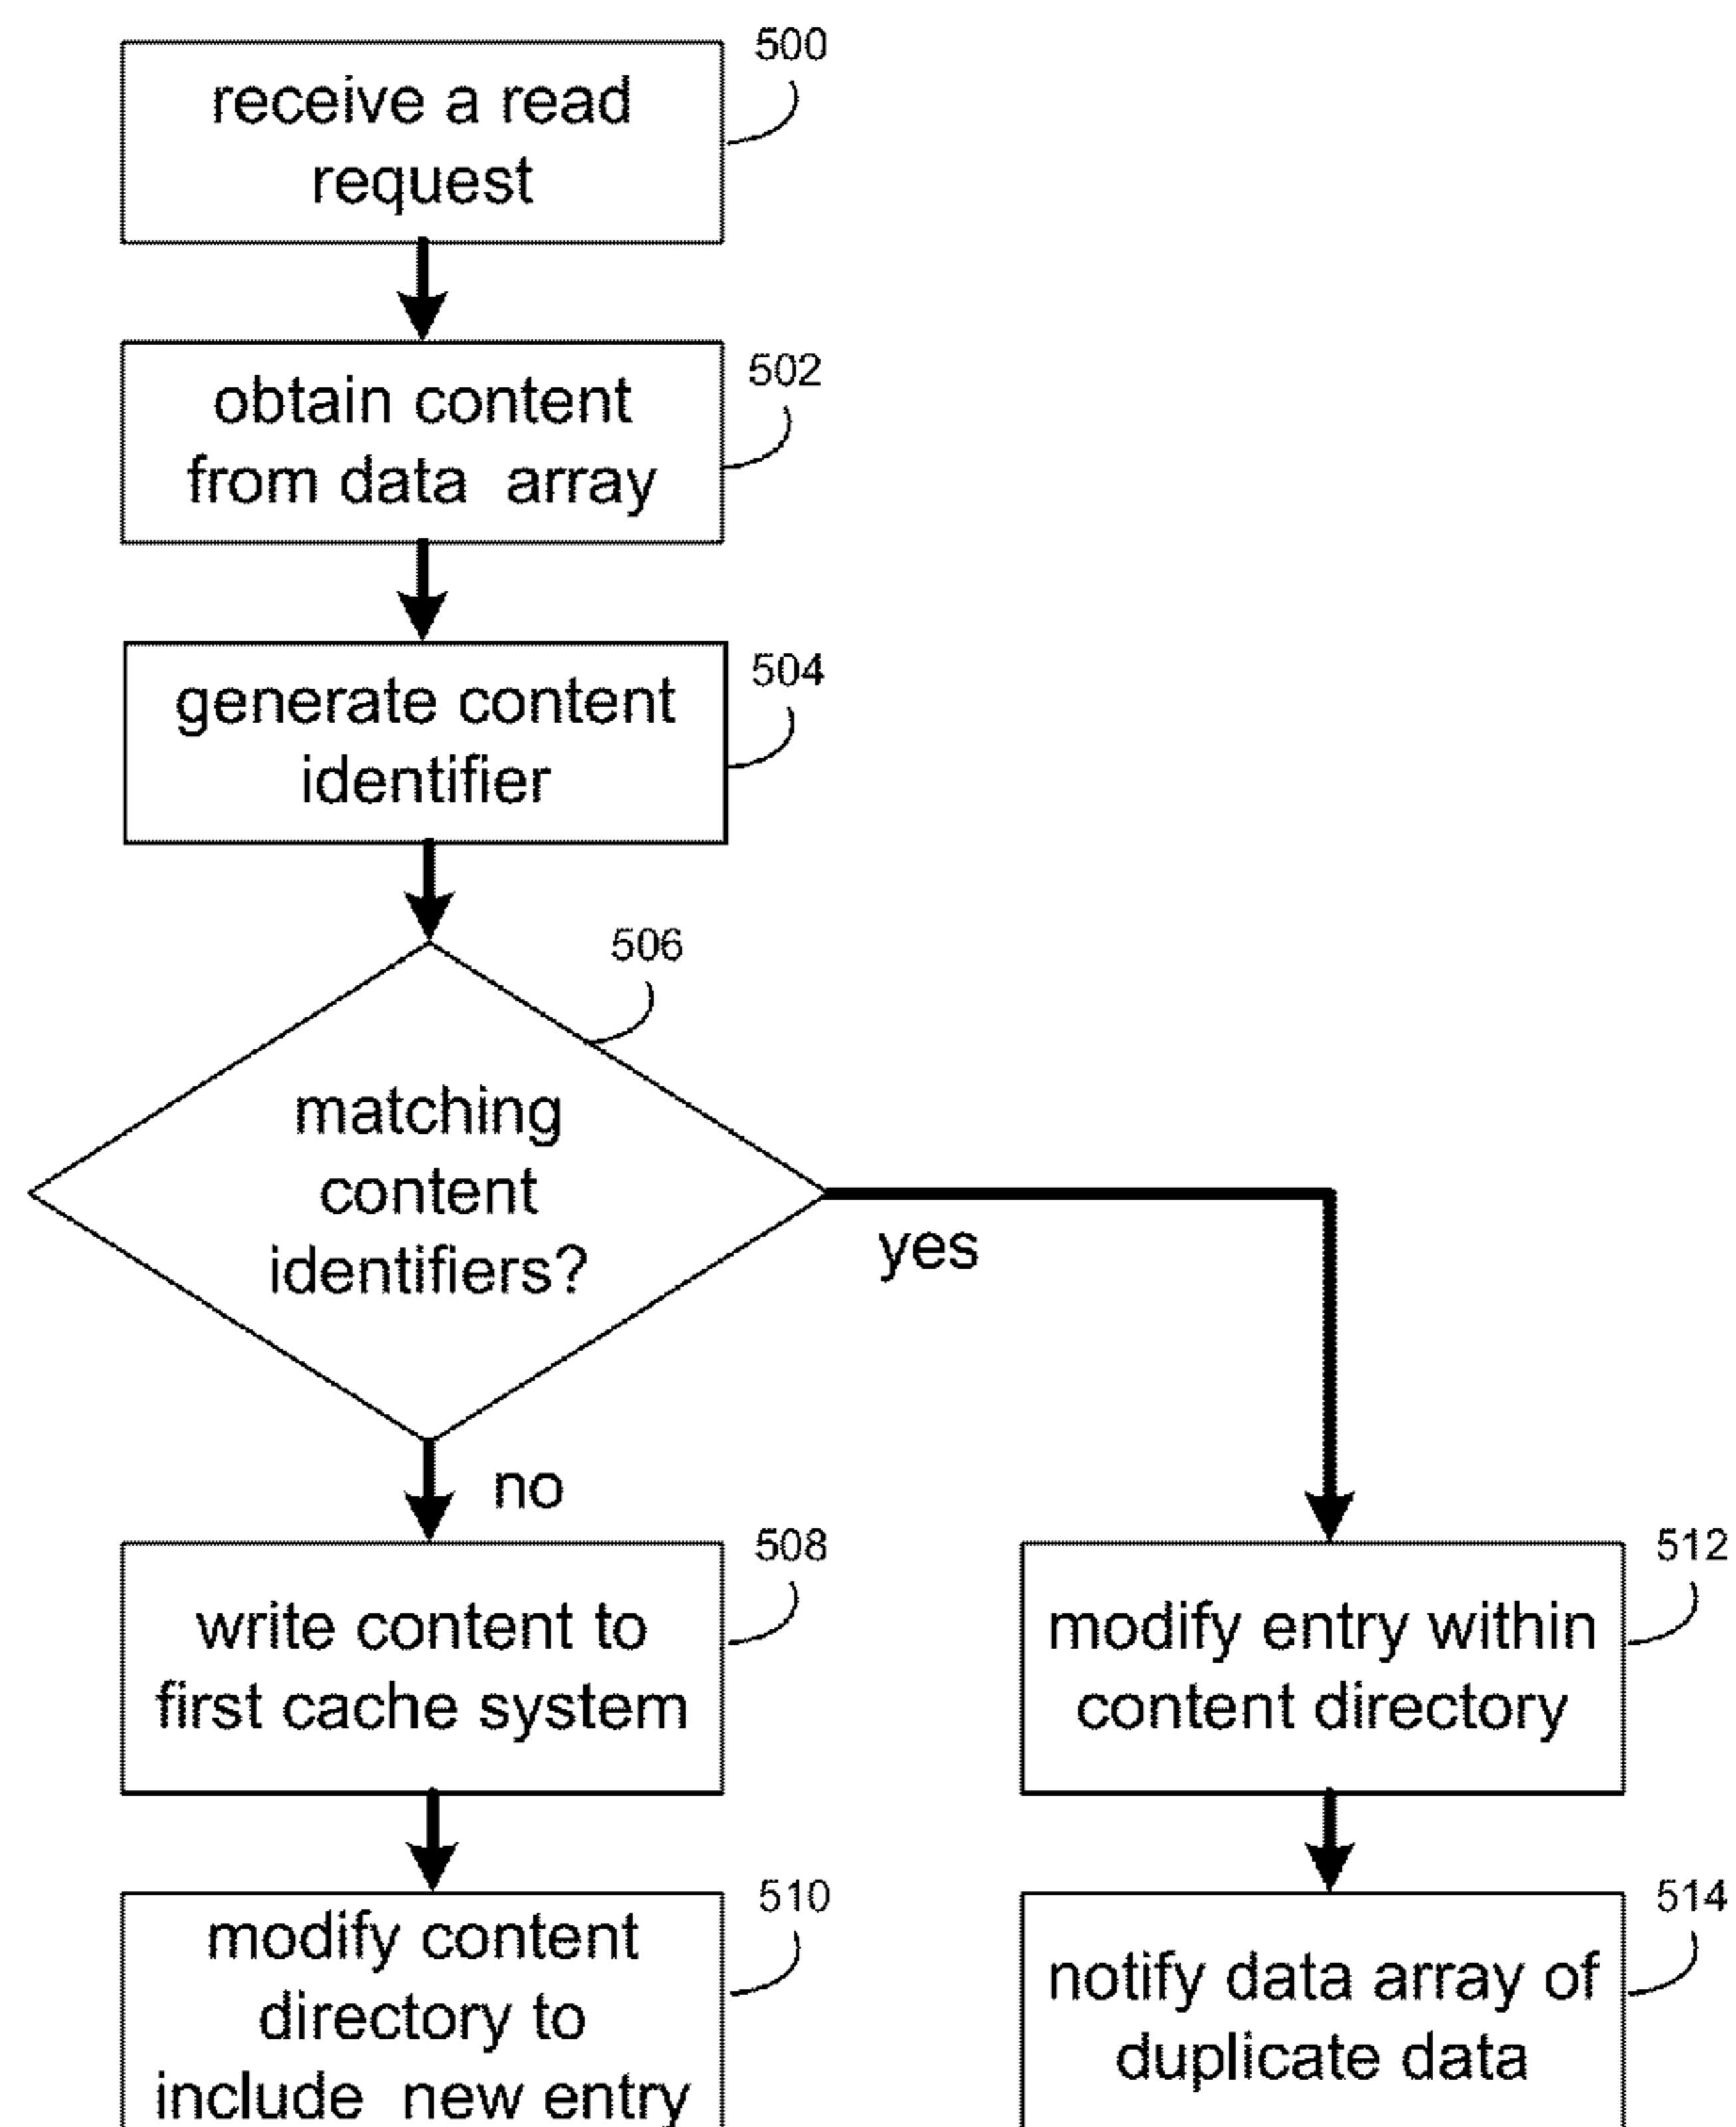 500
receive a read
request
502
obtain content
from data array
504
generate content
identifier
506
matching
content
identifiers?
yes
no
508
write content to
first cache system
512
modify entry within
content directory
510
modify content
directory to
include new entry
514
notify data array of
duplicate data